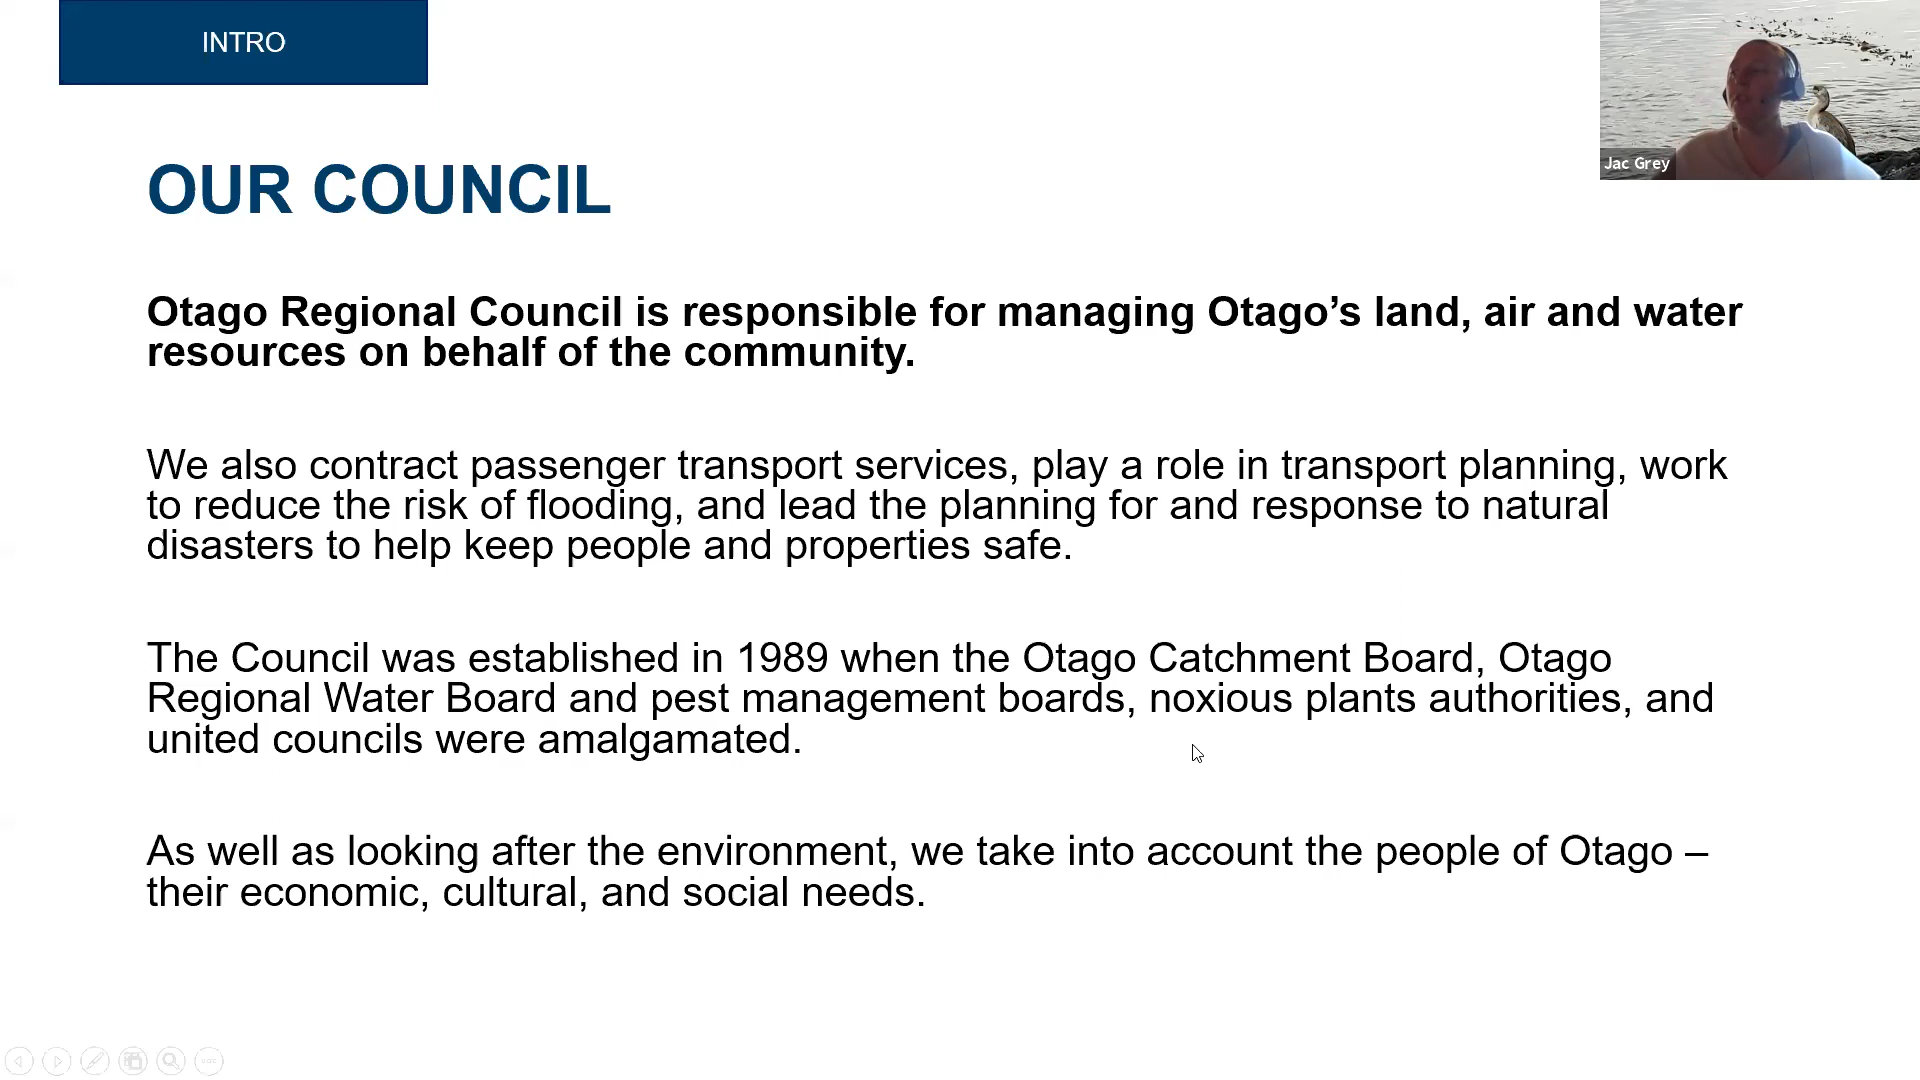 INTRO
Jac Grey
OUR COUNCIL
Otago Regional Council is responsible for managing Otago’s land, air and water
resources on behalf of the community.
We also contract passenger transport services, play a role in transport planning, work
to reduce the risk of flooding, and lead the planning for and response to natural
disasters to help keep people and properties safe.
The Council was established in 1989 when the Otago Catchment Board, Otago
Regional Water Board and pest management boards, noxious plants authorities, and
united councils were amalgamated.
As well as looking after the environment, we take into account the people of Otago –
their economic, cultural, and social needs.